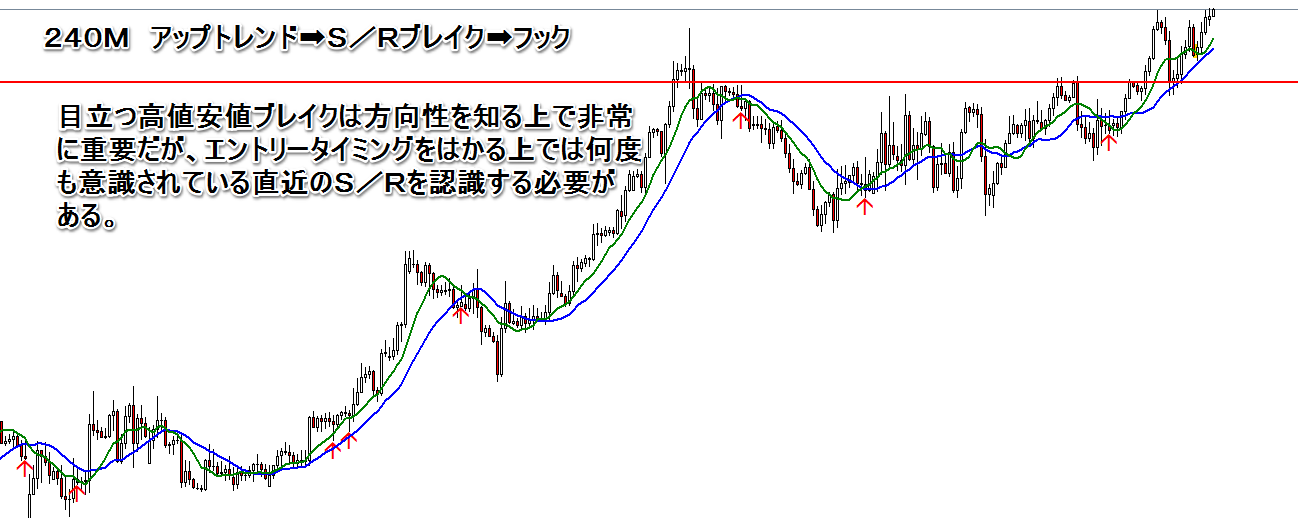 240M　アップトレンド➡S／Rブレイク➡フック
目立つ高値安値ブレイクは方向性を知る上で非常
に重要だが、エントリータイミングをはかる上では何度
も意識されている直近のS／Rを認識する必要が
ある。